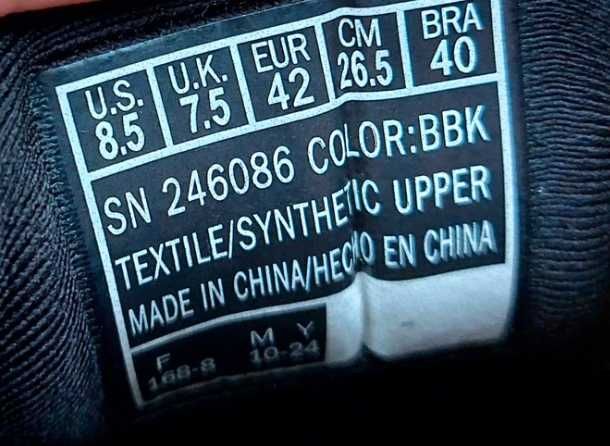 U.S. U.K. EUR CM BRA
8.5 7.5 42 26.5 40
SN 246086 COLOR:BBK
TEXTILE/SYNTHETIC UPPER
MADE IN CHINA/HECHO EN CHINA
F M Y
168-8 10-24